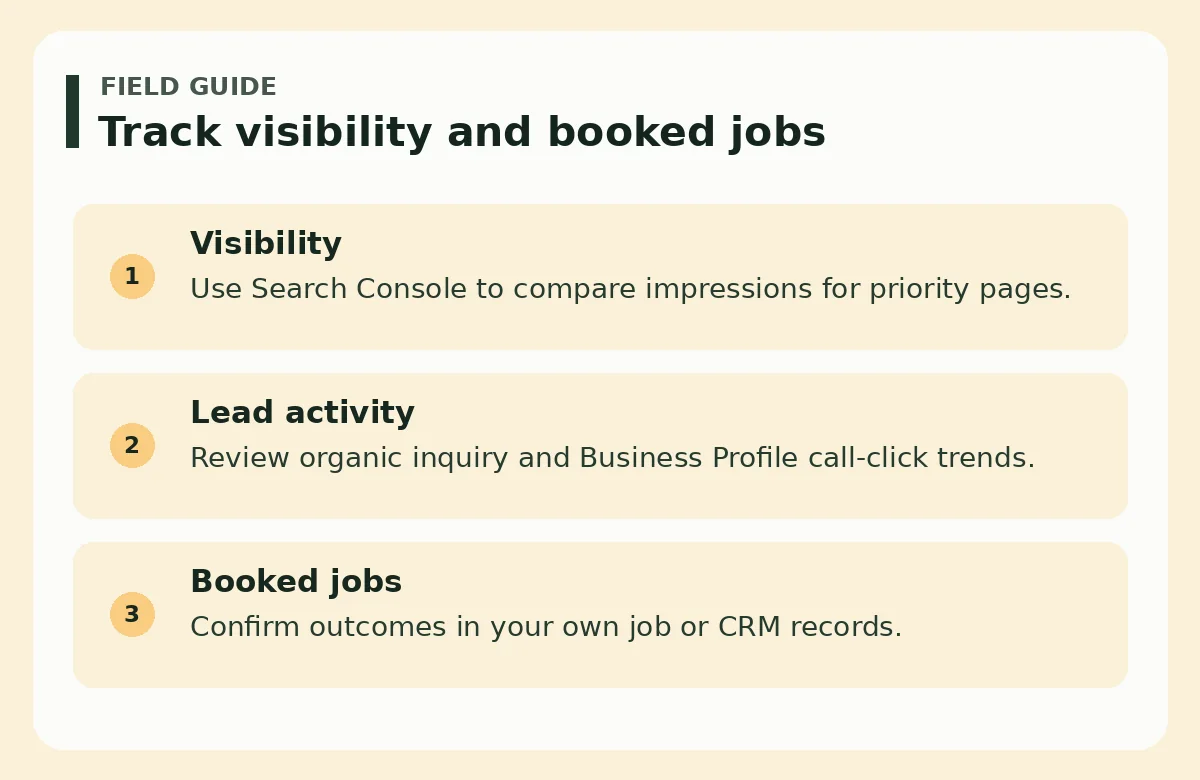 FIELD GUIDE
Track visibility and booked jobs
Visibility
1
Use Search Console to compare impressions for priority pages.
Lead activity
2
Review organic inquiry and Business Profile call-click trends.
Booked jobs
3
Confirm outcomes in your own job or CRM records.